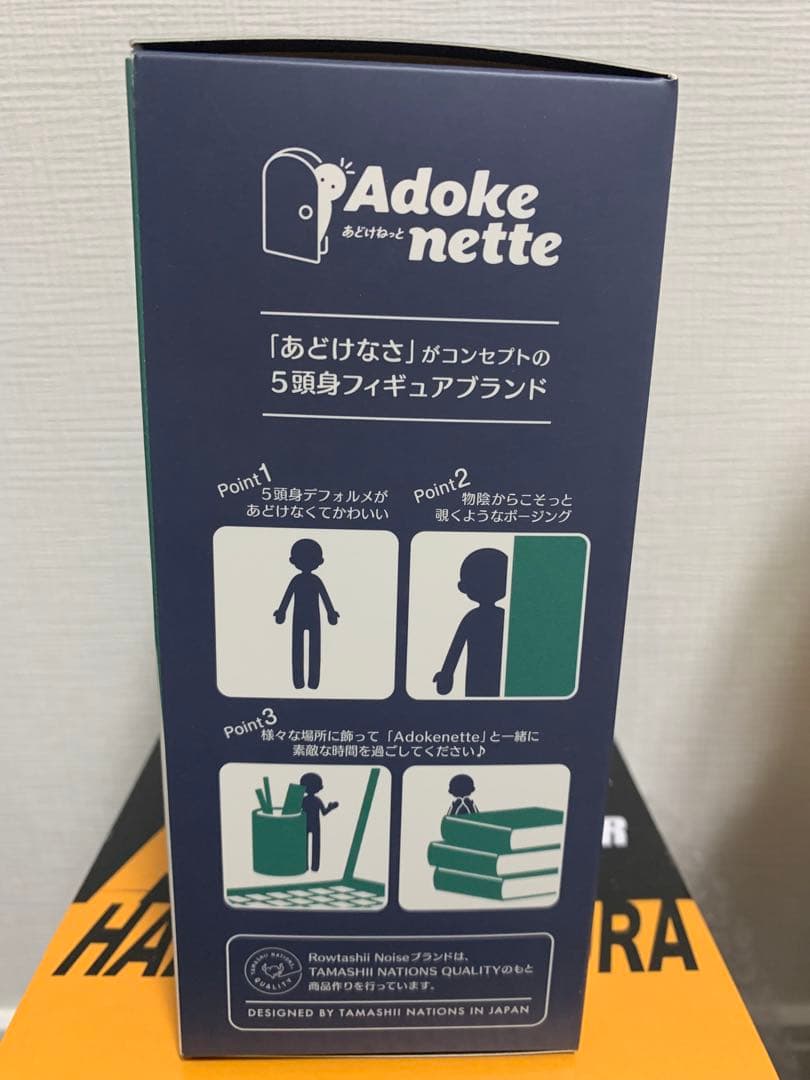 Adoke
あどけねっと
nette
「あどけなさ」がコンセプトの
5頭身フィギュアブランド
Point1
5頭身デフォルメが
あどけなくてかわいい
Point2
物陰からこそっと
覗くようなポージング
Point3
様々な場所に飾って「Adokenette」と一緒に
素敵な時間を過ごしてください♪
TAMASHII NATIONS
QUALITY
Rowtashii Noiseブランドは、
TAMASHII NATIONS QUALITYのもと
商品作りを行っています。
DESIGNED BY TAMASHII NATIONS IN JAPAN
R
HA
RA